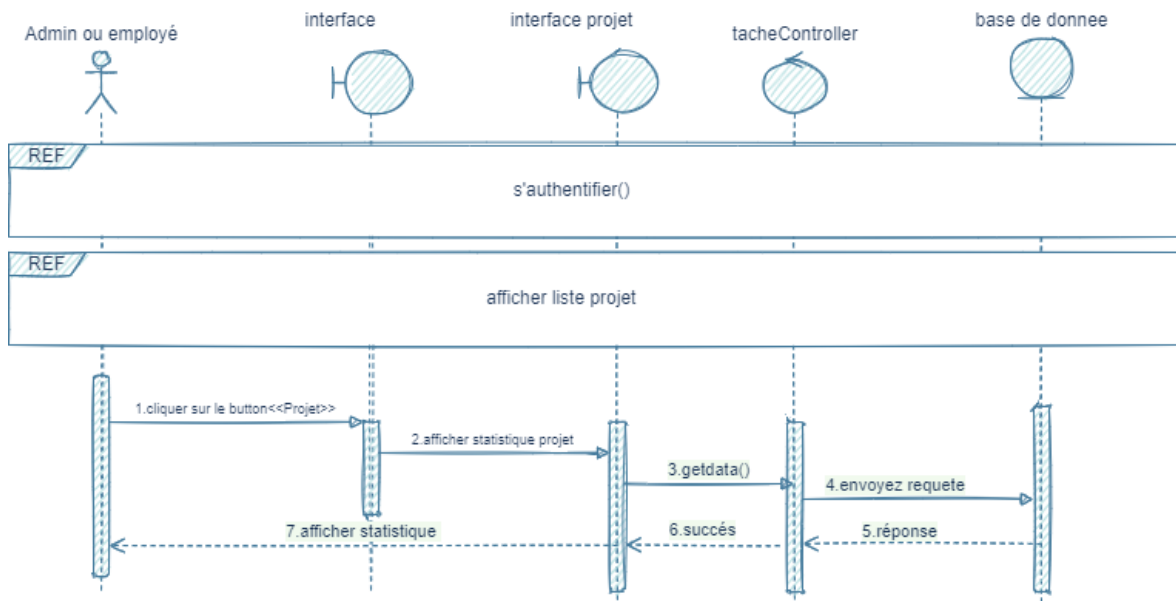 Admin ou employé
interface
interface projet
tacheController
base de donnee
REF
s'authentifier()
REF
afficher liste projet
1.cliquer sur le button<<Projet>>
2.afficher statistique projet
3.getdata()
4.envoyez requete
7.afficher statistique
6.succés
5.réponse